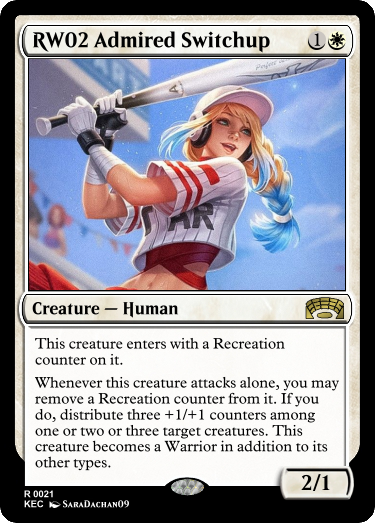 RW02 Admired Switchup
1
Perfect
A
AR
Creature — Human
This creature enters with a Recreation
counter on it.
Whenever this creature attacks alone, you may
remove a Recreation counter from it. If you
do, distribute three +1/+1 counters among
one or two or three target creatures. This
creature becomes a Warrior in addition to its
other types.
2/1
R 0021
KEC SaraDachan09